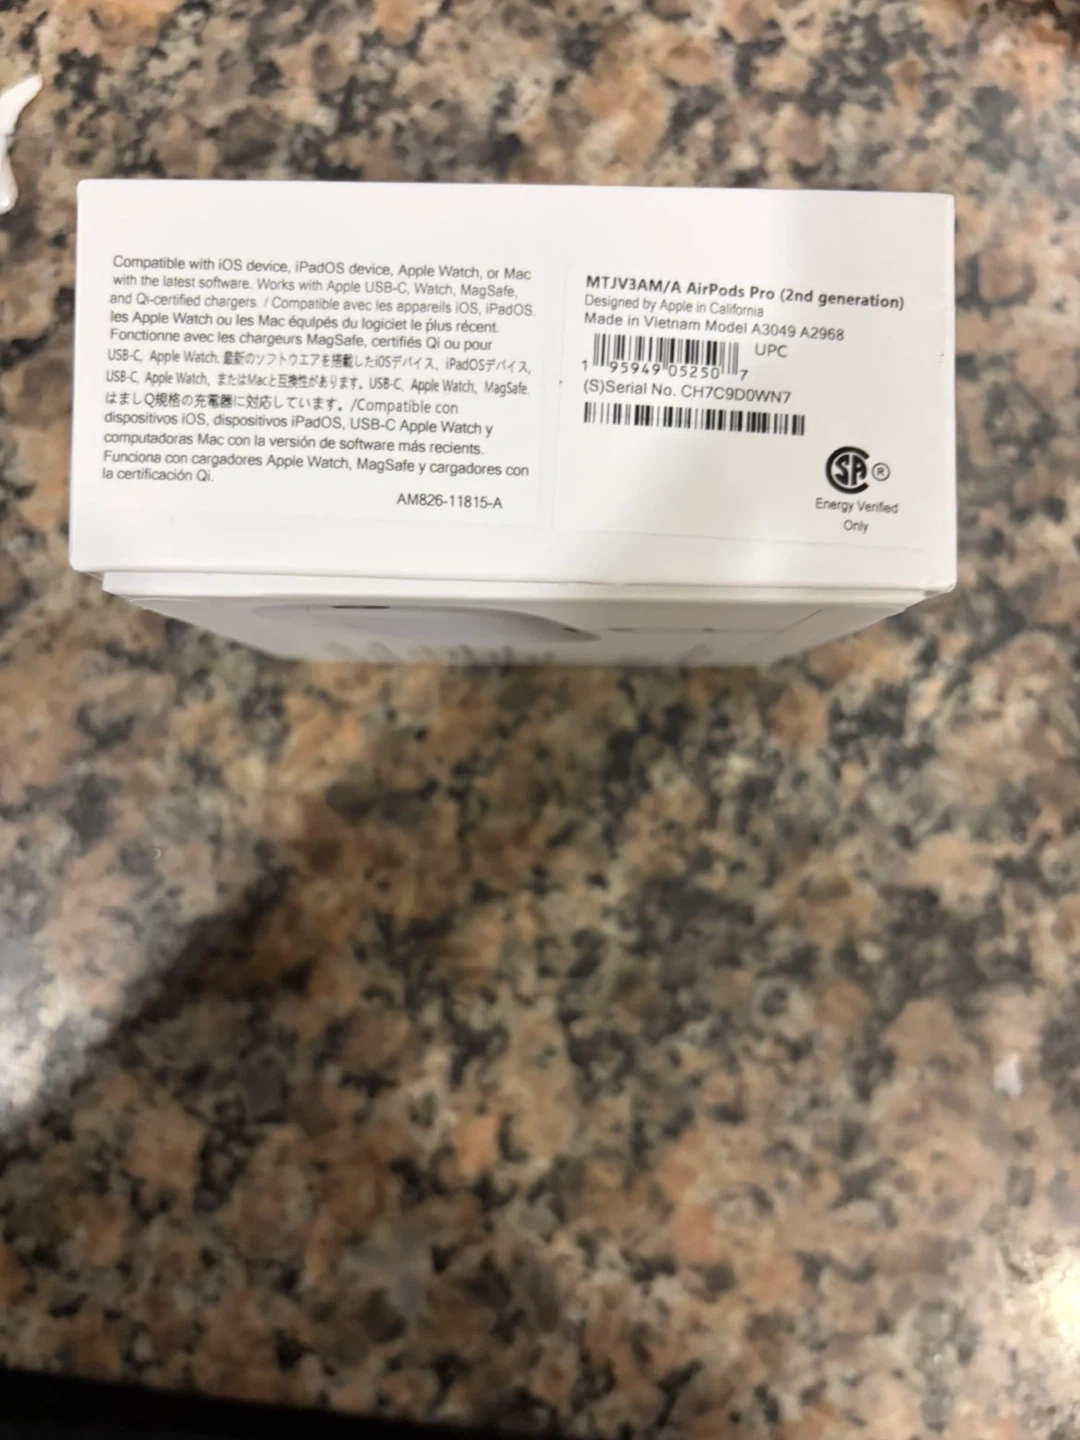 Compatible with iOS device, iPadOS device, Apple Watch, or Mac
with the latest software. Works with Apple USB-C, Watch, MagSafe,
and Qi-certified chargers. / Compatible avec les appareils iOS, iPadOS.
les Apple Watch ou les Mac équlpés du logiciet le plus récent.
Fonctionne avec les chargeurs MagSafe, certifiés Qi ou pour
USB-C, Apple Watch. 最新のソフトウエアを搭載したiOSデバイス、iPadOSデバイス,
USB-C, Apple Watch、またはMacと互換性があります。USB-C, Apple Watch、MagSafe.
はましQ規格の充電器に対応しています。/Compatible con
dispositivos iOS, dispositivos iPadOS, USB-C Apple Watch y
computadoras Mac con la versión de software más recients.
Funciona con cargadores Apple Watch, MagSafe y cargadores con
la certificación Qi.
AM826-11815-A
MTJV3AM/A AirPods Pro (2nd generation)
Designed by Apple in California
Made in Vietnam Model A3049 A2968
UPC
1 95949 05250 7
(S)Serial No. CH7C9D0WN7
SA ®
Energy Verified
Only